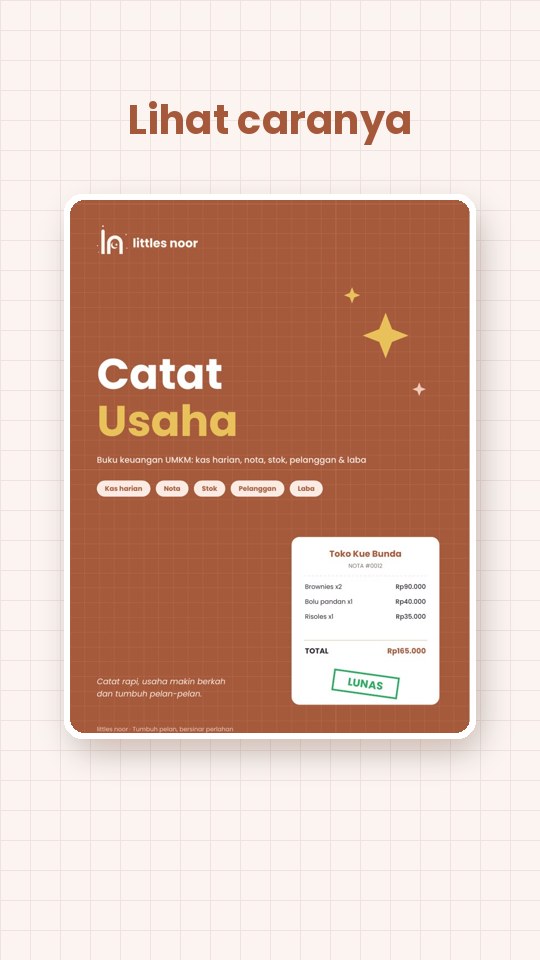 Lihat caranya
littles noor
Catat
Usaha
Buku keuangan UMKM: kas harian, nota, stok, pelanggan & laba
Kas harian Nota Stok Pelanggan Laba
Toko Kue Bunda
NOTA #0012
Brownies x2 Rp90.000
Bolu pandan x1 Rp40.000
Risoles x1 Rp35.000
TOTAL Rp165.000
LUNAS
Catat rapi, usaha makin berkah
dan tumbuh pelan-pelan.
littles noor · Tumbuh pelan, bersinar perlahan